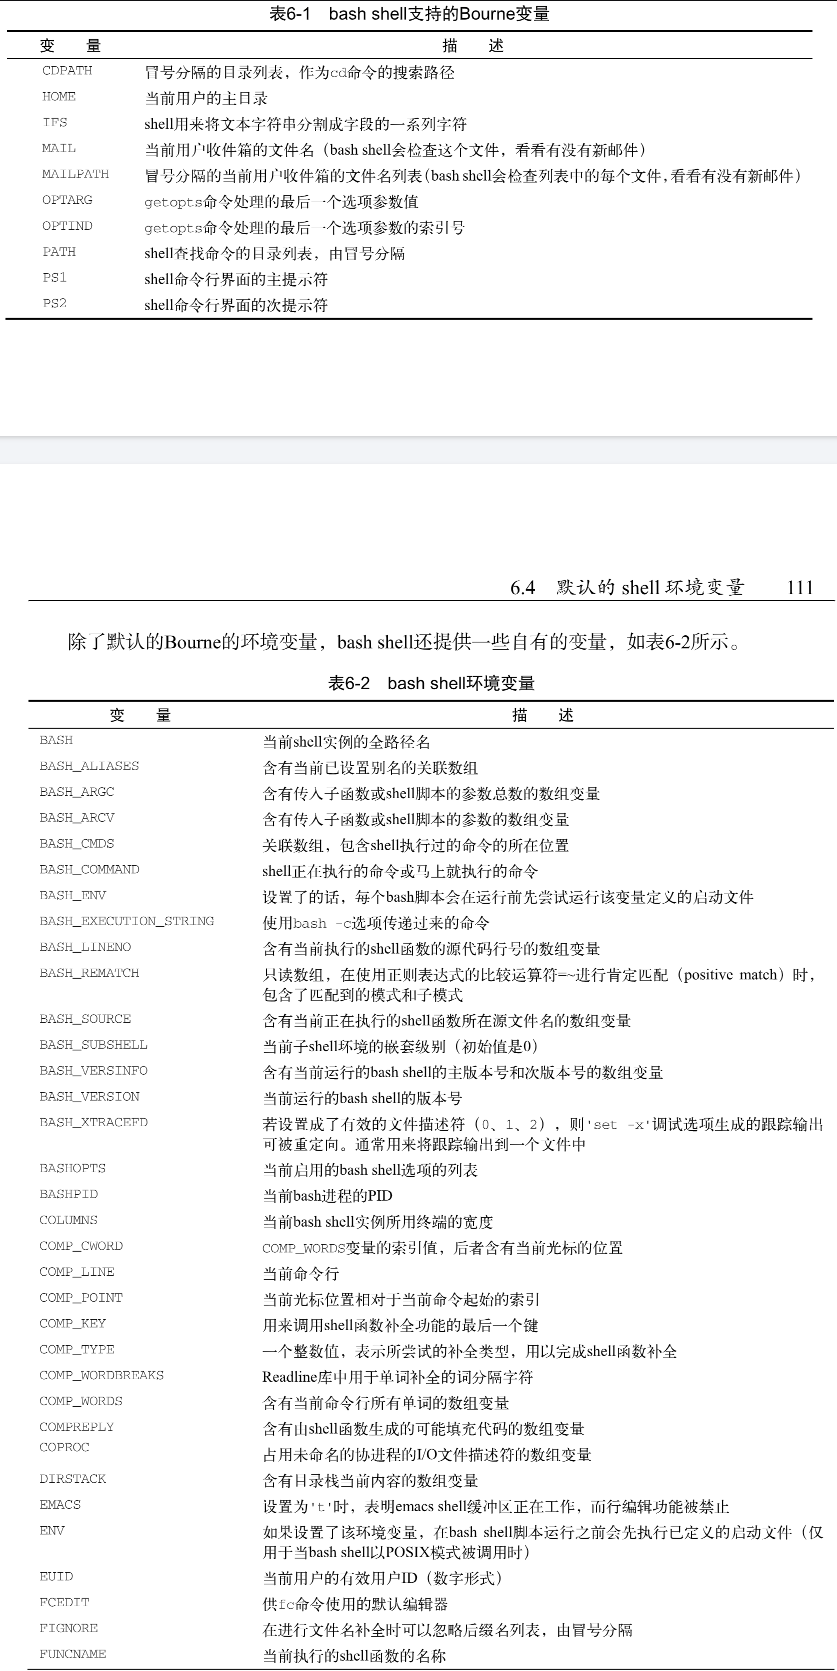 表6-1 bash shell支持的Bourne变量
变 量 描 述
CDPATH 冒号分隔的目录列表，作为cd命令的搜索路径
HOME 当前用户的主目录
IFS shell用来将文本字符串分割成字段的一系列字符
MAIL 当前用户收件箱的文件名（bash shell会检查这个文件，看看有没有新邮件）
MAILPATH 冒号分隔的当前用户收件箱的文件名列表（bash shell会检查列表中的每个文件，看看有没有新邮件）
OPTARG getopts命令处理的最后一个选项参数值
OPTIND getopts命令处理的最后一个选项参数的索引号
PATH shell查找命令的目录列表，由冒号分隔
PS1 shell命令行界面的主提示符
PS2 shell命令行界面的次提示符
6.4 默认的 shell 环境变量 111
除了默认的Bourne的环境变量，bash shell还提供一些自有的变量，如表6-2所示。
表6-2 bash shell环境变量
变 量 描 述
BASH 当前shell实例的全路径名
BASH_ALIASES 含有当前已设置别名的关联数组
BASH_ARGC 含有传入子函数或shell脚本的参数总数的数组变量
BASH_ARCV 含有传入子函数或shell脚本的参数的数组变量
BASH_CMDS 关联数组，包含shell执行过的命令的所在位置
BASH_COMMAND shell正在执行的命令或马上就执行的命令
BASH_ENV 设置了的话，每个bash脚本会在运行前先尝试运行该变量定义的启动文件
BASH_EXECUTION_STRING 使用bash -c选项传递过来的命令
BASH_LINENO 含有当前执行的shell函数的源代码行号的数组变量
BASH_REMATCH 只读数组，在使用正则表达式的比较运算符=~进行肯定匹配（positive match）时，
包含了匹配到的模式和子模式
BASH_SOURCE 含有当前正在执行的shell函数所在源文件名的数组变量
BASH_SUBSHELL 当前子shell环境的嵌套级别（初始值是0）
BASH_VERSINFO 含有当前运行的bash shell的主版本号和次版本号的数组变量
BASH_VERSION 当前运行的bash shell的版本号
BASH_XTRACEFD 若设置成了有效的文件描述符（0、1、2），则'set -x'调试选项生成的跟踪输出
可被重定向。通常用来将跟踪输出到一个文件中
BASHOPTS 当前启用的bash shell选项的列表
BASHPID 当前bash进程的PID
COLUMNS 当前bash shell实例所用终端的宽度
COMP_CWORD COMP_WORDS变量的索引值，后者含有当前光标的位置
COMP_LINE 当前命令行
COMP_POINT 当前光标位置相对于当前命令起始的索引
COMP_KEY 用来调用shell函数补全功能的最后一个键
COMP_TYPE 一个整数值，表示所尝试的补全类型，用以完成shell函数补全
COMP_WORDBREAKS Readline库中用于单词补全的词分隔字符
COMP_WORDS 含有当前命令行所有单词的数组变量
COMPREPLY 含有由shell函数生成的可能填充代码的数组变量
COPROC 占用未命名的协进程的I/O文件描述符的数组变量
DIRSTACK 含有目录栈当前内容的数组变量
EMACS 设置为't'时，表明emacs shell缓冲区正在工作，而行编辑功能被禁止
ENV 如果设置了该环境变量，在bash shell脚本运行之前会先执行已定义的启动文件（仅
用于当bash shell以POSIX模式被调用时）
EUID 当前用户的有效用户ID（数字形式）
FCEDIT 供fc命令使用的默认编辑器
FIGNORE 在进行文件名补全时可以忽略后缀名列表，由冒号分隔
FUNCNAME 当前执行的shell函数的名称